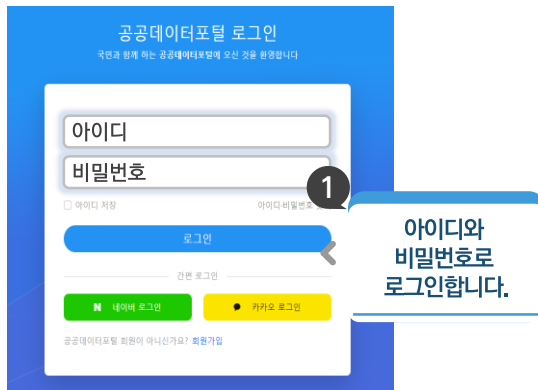 공공데이터포털 로그인
국민과 함께 하는 공공데이터포털에 오신 것을 환영합니다
아이디
비밀번호
1
아이디 저장
아이디·비밀번호
로그인
아이디와
비밀번호로
로그인합니다.
간편 로그인
N 네이버 로그인
카카오 로그인
공공데이터포털 회원이 아니신가요? 회원가입